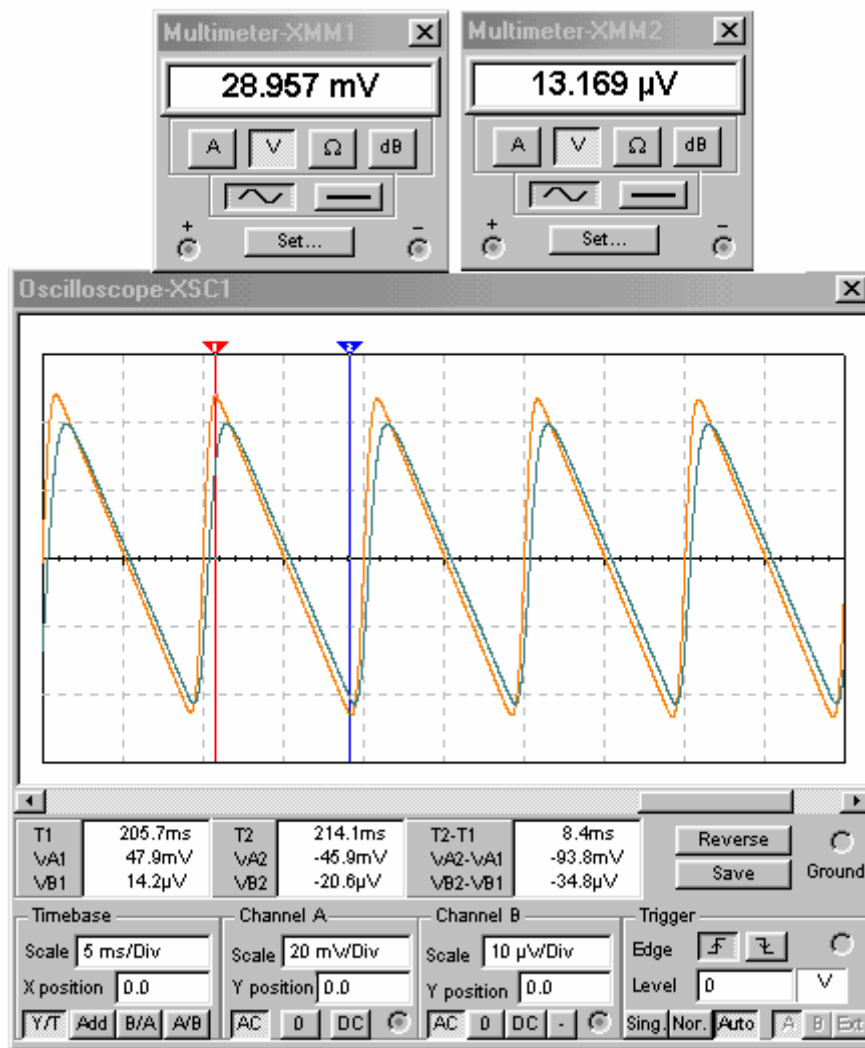 Multimeter-XMM1
28.957 mV
A V Ω dB
+ −
Set...
Multimeter-XMM2
13.169 µV
A V Ω dB
+ −
Set...
Oscilloscope-XSC1
1 2
T1 205.7ms T2 214.1ms T2-T1 8.4ms
VA1 47.9mV VA2 -45.9mV VA2-VA1 -93.8mV
VB1 14.2µV VB2 -20.6µV VB2-VB1 -34.8µV
Reverse
Save
Ground
Timebase
Scale 5 ms/Div
X position 0.0
Y/T Add B/A A/B
Channel A
Scale 20 mV/Div
Y position 0.0
AC 0 DC
Channel B
Scale 10 µV/Div
Y position 0.0
AC 0 DC -
Trigger
Edge
Level 0 V
Sing. Nor. Auto A B Ext